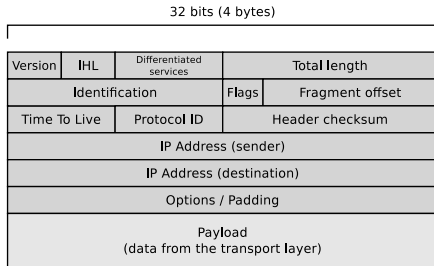 32 bits (4 bytes)
Version IHL Differentiated services Total length
Identification Flags Fragment offset
Time To Live Protocol ID Header checksum
IP Address (sender)
IP Address (destination)
Options / Padding
Payload
(data from the transport layer)